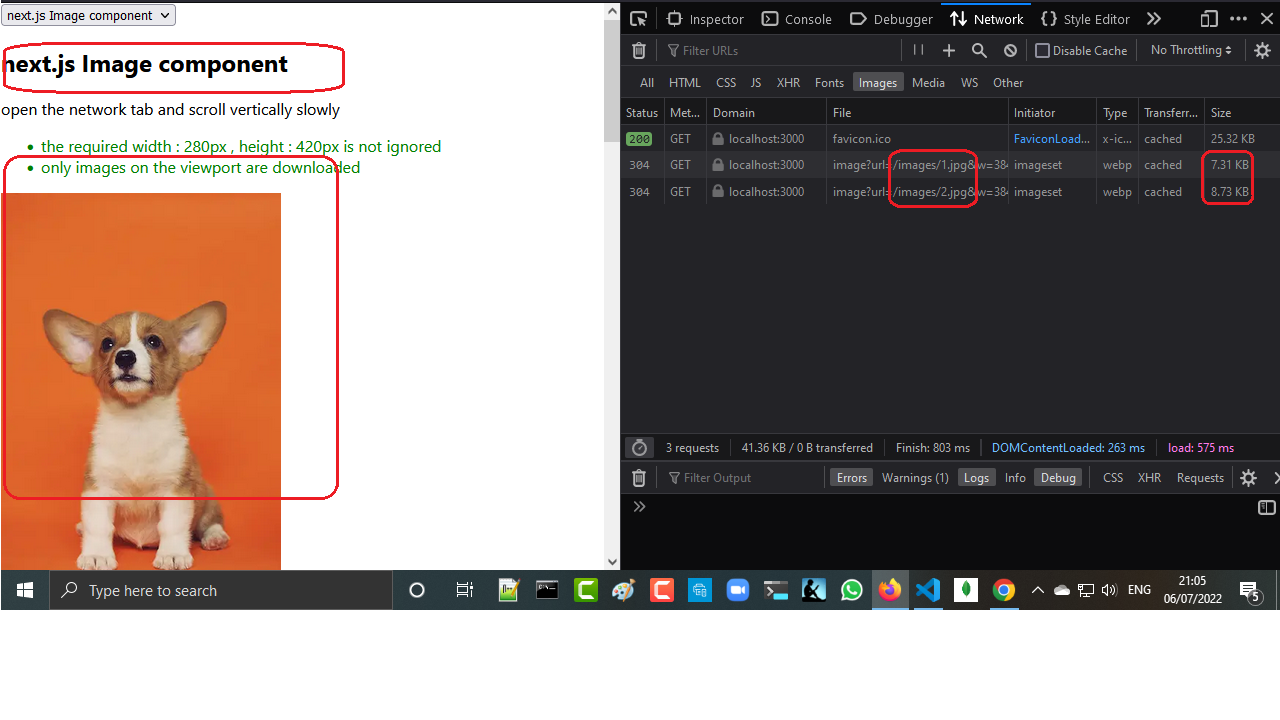 next.js Image component
next.js Image component
open the network tab and scroll vertically slowly
the required width : 280px , height : 420px is not ignored
only images on the viewport are downloaded
Inspector Console Debugger Network Style Editor
Filter URLs Disable Cache No Throttling
All HTML CSS JS XHR Fonts Images Media WS Other
Status Met... Domain File Initiator Type Transferr... Size
200 GET localhost:3000 favicon.ico FaviconLoad... x-ic... cached 25.32 KB
304 GET localhost:3000 image?url=/images/1.jpg&w=384 imageset webp cached 7.31 KB
304 GET localhost:3000 image?url=/images/2.jpg&w=384 imageset webp cached 8.73 KB
3 requests 41.36 KB / 0 B transferred Finish: 803 ms DOMContentLoaded: 263 ms load: 575 ms
Filter Output Errors Warnings (1) Logs Info Debug CSS XHR Requests
Type here to search
ENG
21:05
06/07/2022
5